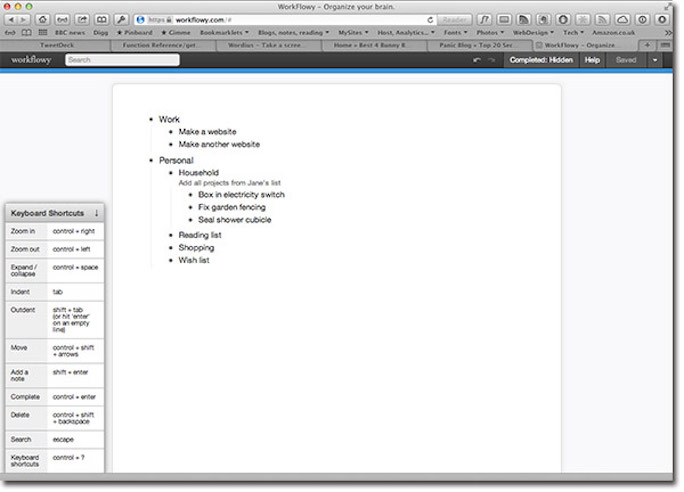 WorkFlowy – Organize your brain.
https workflowy.com/#
Reader
BBC news Dropbox ★ Pinboard ★ Gimme Bookmarklets Blogs, notes, reading MySites Host, Analytics... Fonts Photos WebDesign Tech Amazon.co.uk
TweetDeck Function Reference/get... Wordius – Take a scree... Home « Best 4 Bunny B... Panic Blog » Top 20 Sec... WorkFlowy – Organize...
workflowy Search Completed: Hidden Help Saved
• Work
• Make a website
• Make another website
• Personal
• Household
Add all projects from Jane's list
• Box in electricity switch
• Fix garden fencing
• Seal shower cubicle
• Reading list
• Shopping
• Wish list
Keyboard Shortcuts ↓
Zoom in control + right
Zoom out control + left
Expand / control + space
collapse
Indent tab
Outdent shift + tab
(or hit 'enter'
on an empty
line)
Move control + shift
+ arrows
Add a shift + enter
note
Complete control + enter
Delete control + shift
+ backspace
Search escape
Keyboard control + ?
shortcuts